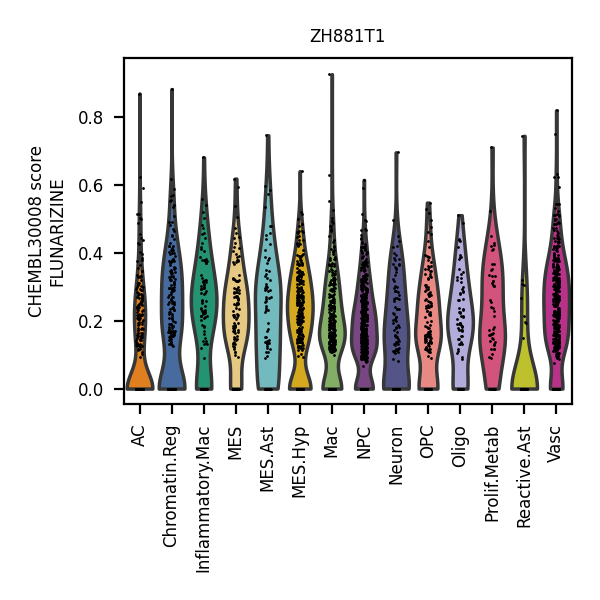 ZH881T1
CHEMBL30008 score
FLUNARIZINE
0.8
0.6
0.4
0.2
0.0
AC
Chromatin.Reg
Inflammatory.Mac
MES
MES.Ast
MES.Hyp
Mac
NPC
Neuron
OPC
Oligo
Prolif.Metab
Reactive.Ast
Vasc